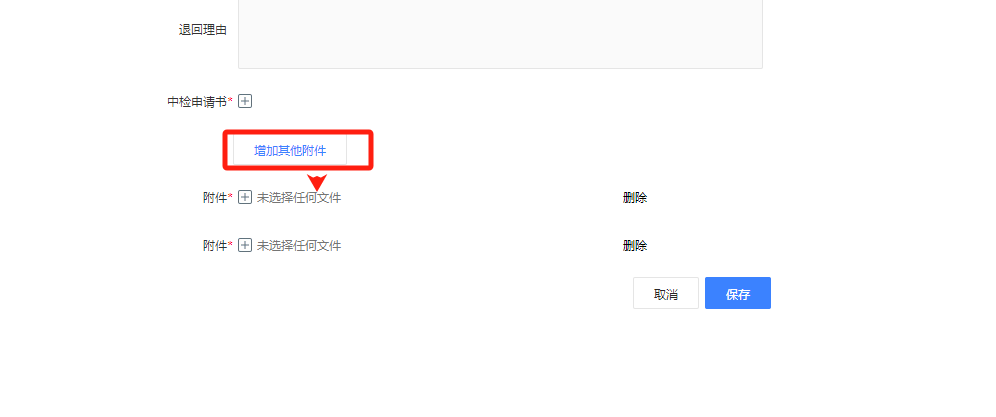 退回理由
中检申请书*
增加其他附件
附件* 未选择任何文件 删除
附件* 未选择任何文件 删除
取消 保存